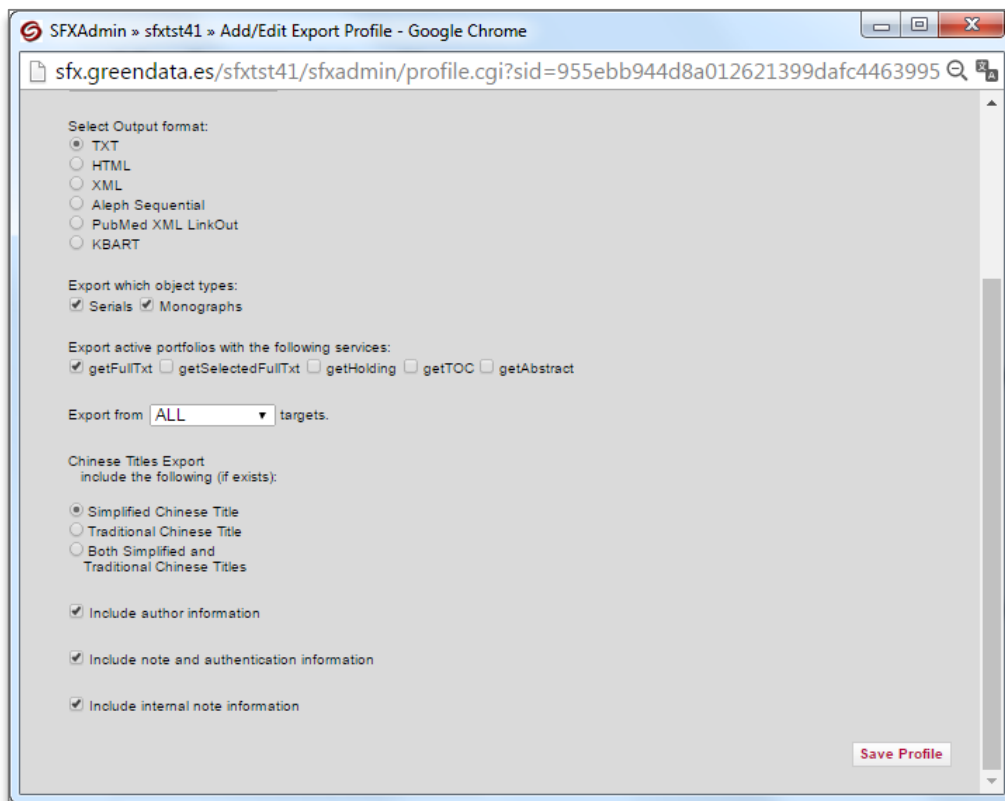 SFXAdmin » sfxtst41 » Add/Edit Export Profile - Google Chrome
sfx.greendata.es/sfxtst41/sfxadmin/profile.cgi?sid=955ebb944d8a012621399dafc4463995
Select Output format:
TXT
HTML
XML
Aleph Sequential
PubMed XML LinkOut
KBART
Export which object types:
Serials Monographs
Export active portfolios with the following services:
getFullTxt getSelectedFullTxt getHolding getTOC getAbstract
Export from ALL targets.
Chinese Titles Export
include the following (if exists):
Simplified Chinese Title
Traditional Chinese Title
Both Simplified and
Traditional Chinese Titles
Include author information
Include note and authentication information
Include internal note information
Save Profile